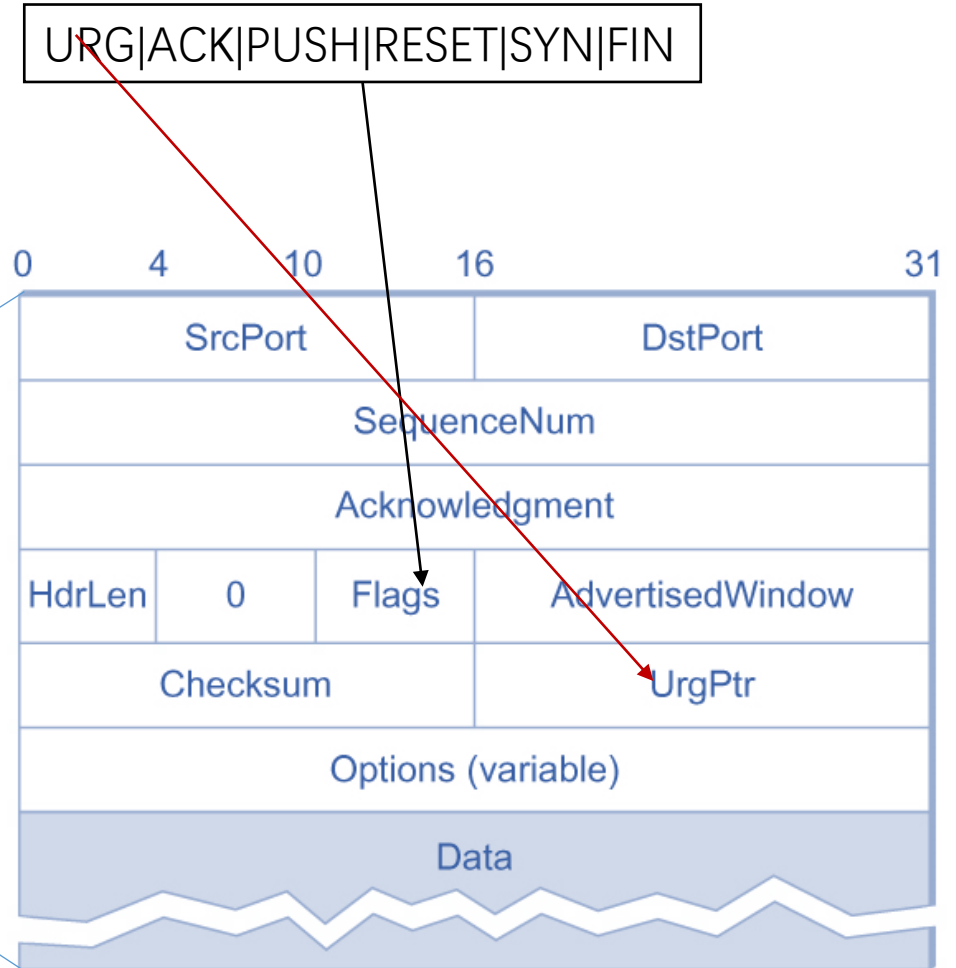 URG|ACK|PUSH|RESET|SYN|FIN
0 4 10 16 31
SrcPort DstPort
SequenceNum
Acknowledgment
HdrLen 0 Flags AdvertisedWindow
Checksum UrgPtr
Options (variable)
Data